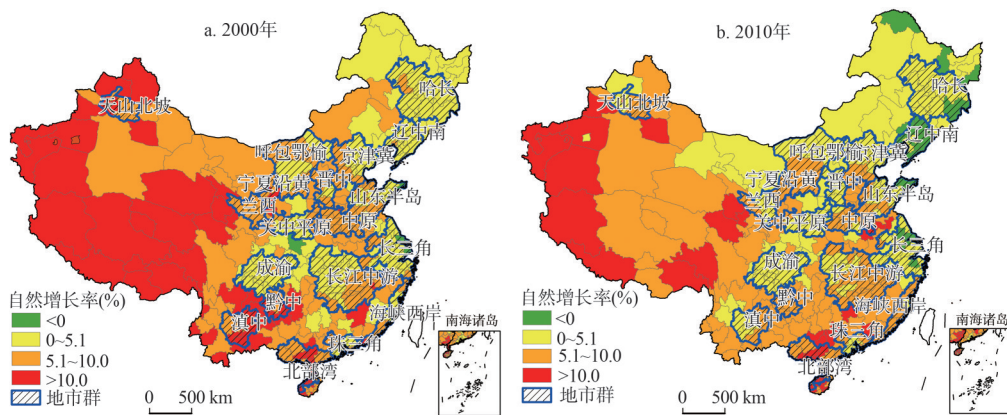 a. 2000年
哈长
天山北坡
辽中南
呼包鄂榆
京津冀
宁夏沿黄
晋中
山东半岛
兰西
关中平原
中原
长三角
成渝
长江中游
黔中
海峡西岸
滇中
珠三角
北部湾
自然增长率(%)
<0
0~5.1
5.1~10.0
>10.0
地市群
0 500 km
南海诸岛
b. 2010年
哈长
天山北坡
辽中南
呼包鄂榆
京津冀
宁夏沿黄
晋中
山东半岛
兰西
关中平原
中原
长三角
成渝
长江中游
黔中
海峡西岸
滇中
珠三角
北部湾
自然增长率(%)
<0
0~5.1
5.1~10.0
>10.0
地市群
0 500 km
南海诸岛